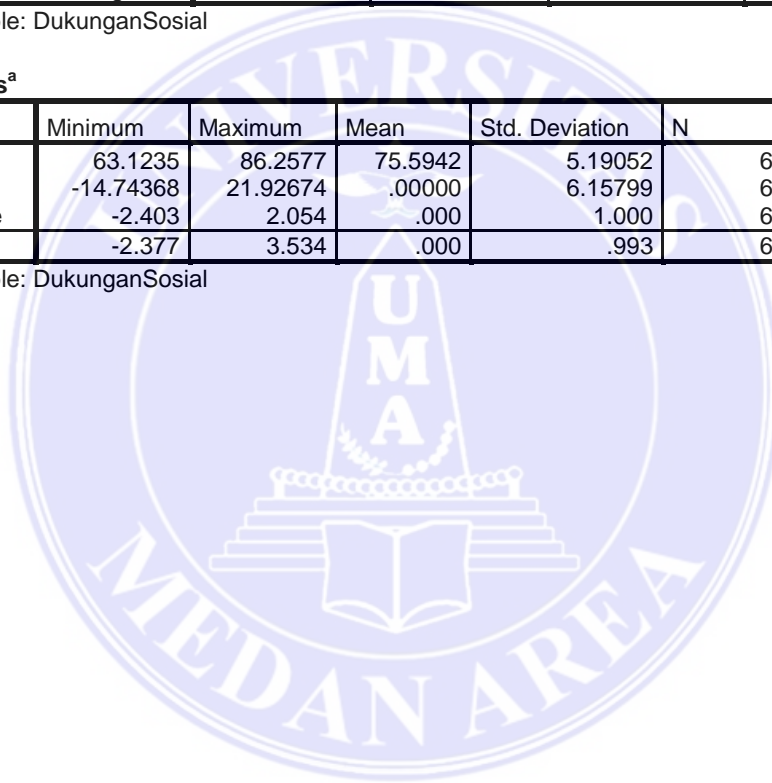 le: DukunganSosial
s^a
Minimum Maximum Mean Std. Deviation N
63.1235 86.2577 75.5942 5.19052 6
-14.74368 21.92674 .00000 6.15799 6
e -2.403 2.054 .000 1.000 6
-2.377 3.534 .000 .993 6
le: DukunganSosial
UNIVERSITAS
UMA
MEDAN AREA